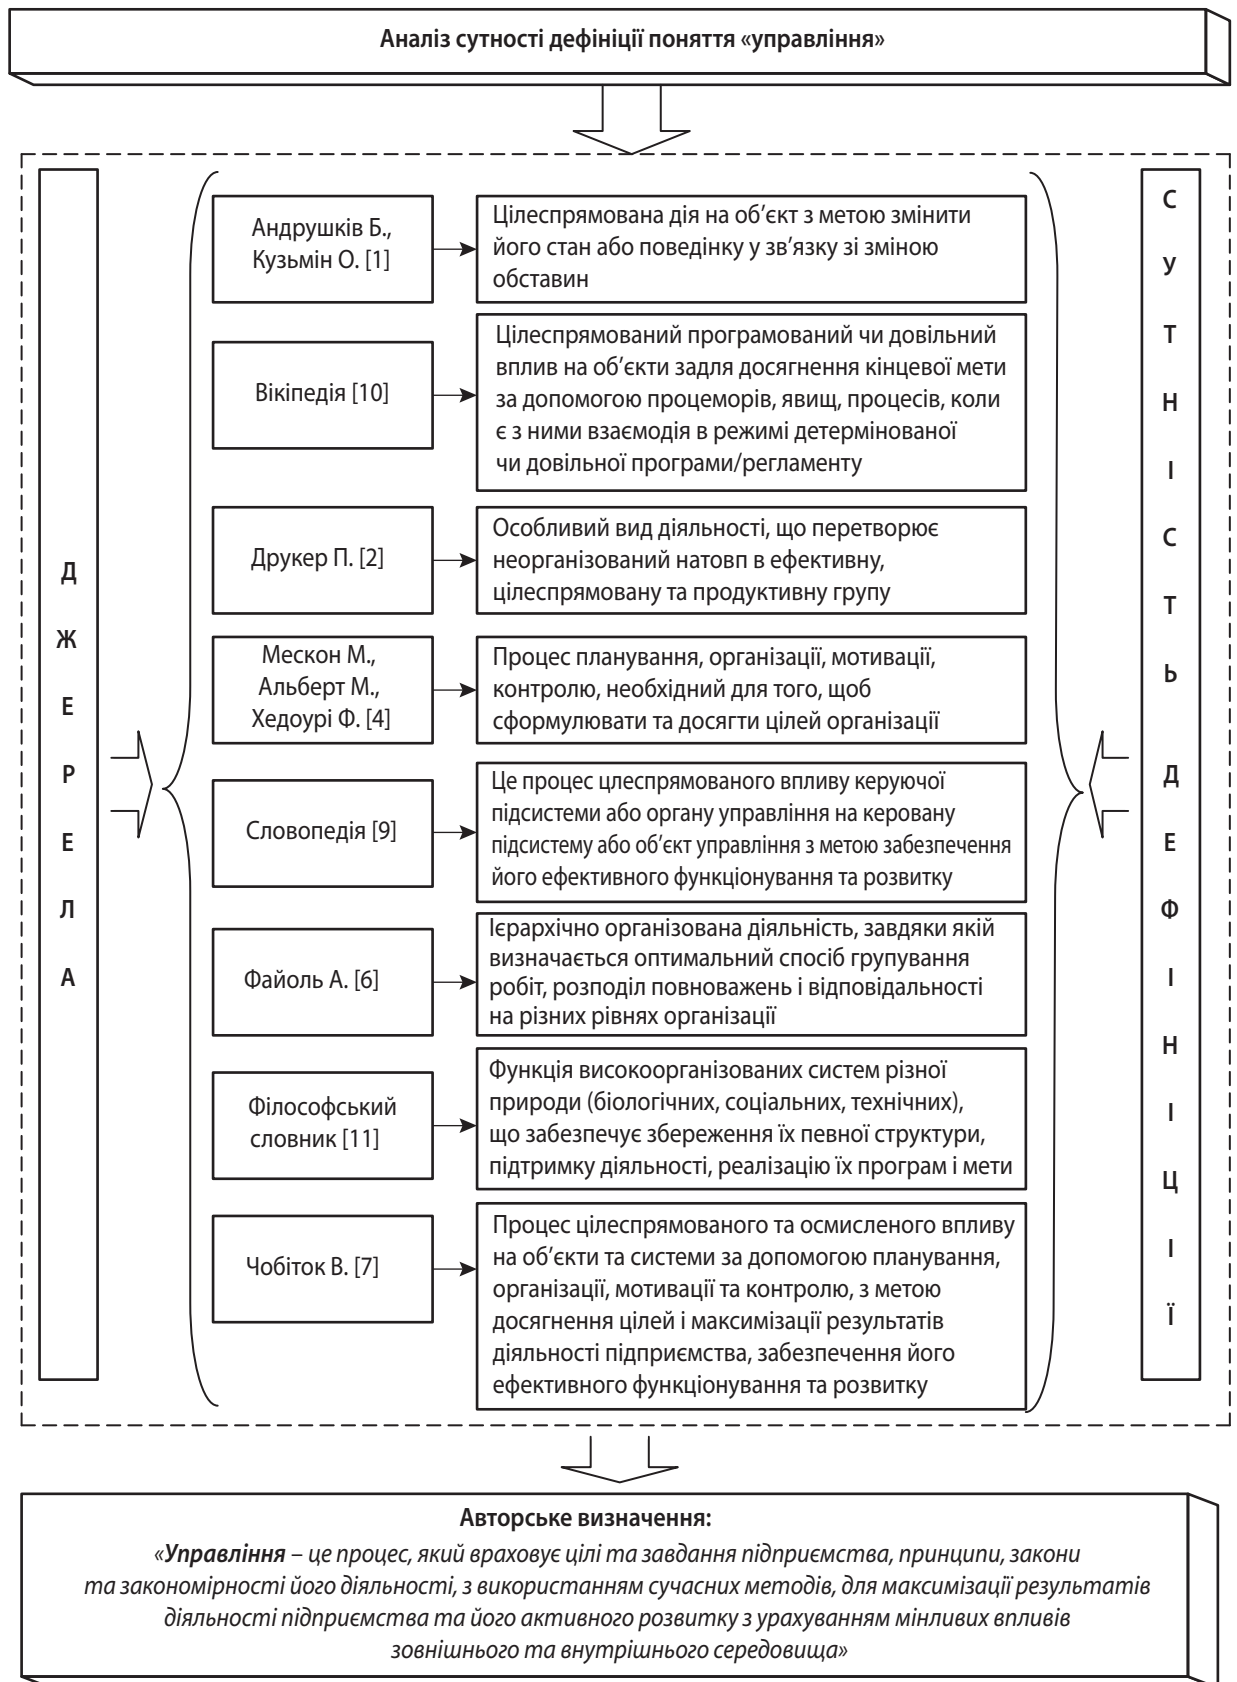 Аналіз сутності дефініції поняття «управління»
ДЖЕРЕЛА
Андрушків Б.,
Кузьмін О. [1]
Цілеспрямована дія на об’єкт з метою змінити
його стан або поведінку у зв’язку зі зміною
обставин
Вікіпедія [10]
Цілеспрямований програмований чи довільний
вплив на об’єкти задля досягнення кінцевої мети
за допомогою процеморів, явищ, процесів, коли
є з ними взаємодія в режимі детермінованої
чи довільної програми/регламенту
Друкер П. [2]
Особливий вид діяльності, що перетворює
неорганізований натовп в ефективну,
цілеспрямовану та продуктивну групу
Мескон М.,
Альберт М.,
Хедоурі Ф. [4]
Процес планування, організації, мотивації,
контролю, необхідний для того, щоб
сформулювати та досягти цілей організації
Словопедія [9]
Це процес цлеспрямованого впливу керуючої
підсистеми або органу управління на керовану
підсистему або об’єкт управління з метою забезпечення
його ефективного функціонування та розвитку
Файоль А. [6]
Ієрархічно організована діяльність, завдяки якій
визначається оптимальний спосіб групування
робіт, розподіл повноважень і відповідальності
на різних рівнях організації
Філософський
словник [11]
Функція високоорганізованих систем різної
природи (біологічних, соціальних, технічних),
що забезпечує збереження їх певної структури,
підтримку діяльності, реалізацію їх програм і мети
Чобіток В. [7]
Процес цілеспрямованого та осмисленого впливу
на об’єкти та системи за допомогою планування,
організації, мотивації та контролю, з метою
досягнення цілей і максимізації результатів
діяльності підприємства, забезпечення його
ефективного функціонування та розвитку
СУТНІСТЬ ДЕФІНІЦІЇ
Авторське визначення:
«Управління – це процес, який враховує цілі та завдання підприємства, принципи, закони
та закономірності його діяльності, з використанням сучасних методів, для максимізації результатів
діяльності підприємства та його активного розвитку з урахуванням мінливих впливів
зовнішнього та внутрішнього середовища»